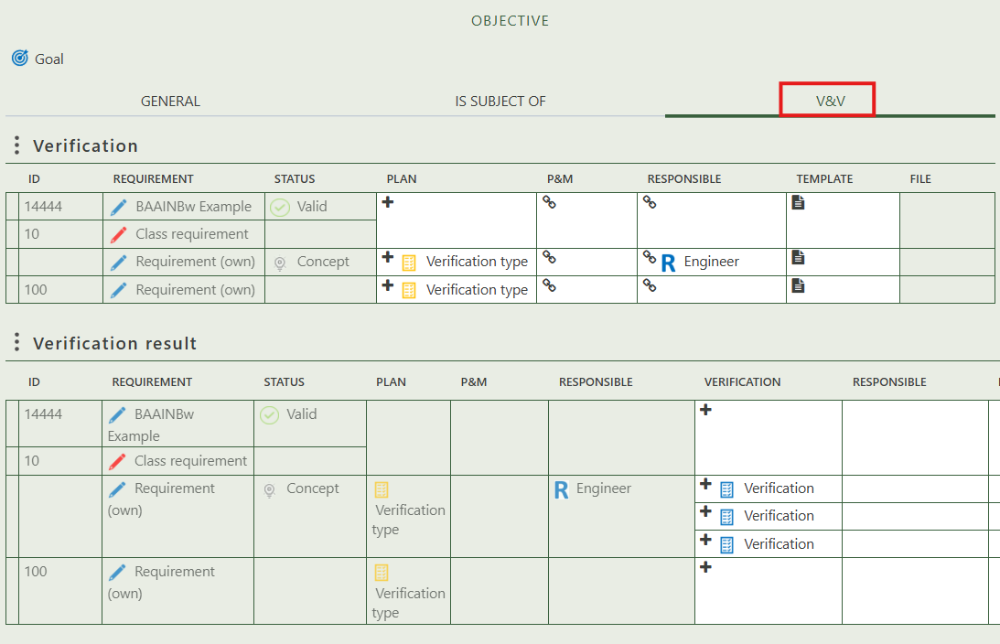 OBJECTIVE
Goal
GENERAL IS SUBJECT OF V&V
Verification
ID REQUIREMENT STATUS PLAN P&M RESPONSIBLE TEMPLATE FILE
14444 BAAINBw Example Valid
10 Class requirement
Requirement (own) Concept Verification type R Engineer
100 Requirement (own) Verification type
Verification result
ID REQUIREMENT STATUS PLAN P&M RESPONSIBLE VERIFICATION RESPONSIBLE
14444 BAAINBw Valid
Example
10 Class requirement
Requirement Concept R Engineer Verification
(own) Verification
type
Verification
Verification
100 Requirement
(own) Verification
type